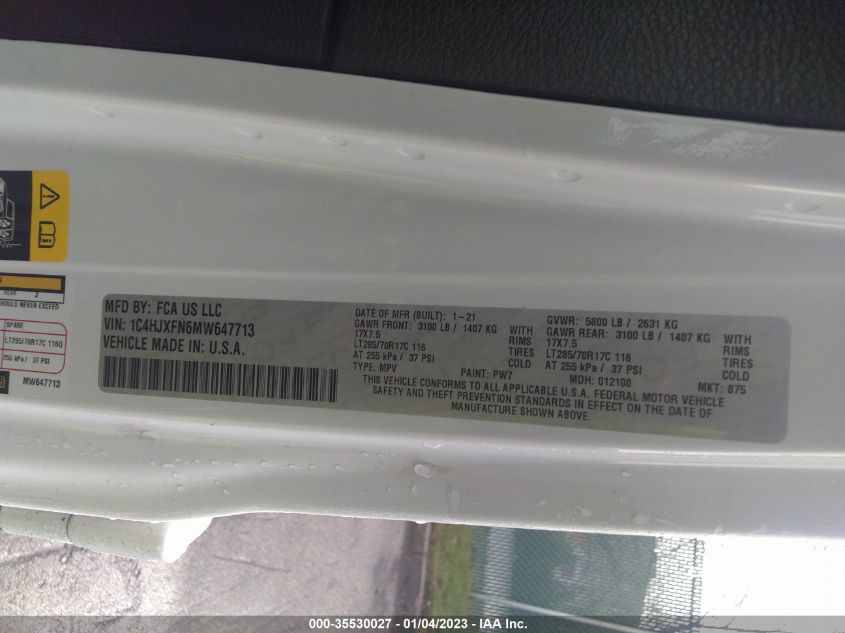 MFD BY: FCA US LLC
VIN: 1C4HJXFN6MW647713
VEHICLE MADE IN: U.S.A.
DATE OF MFR (BUILT): 1-21
GAWR FRONT: 3100 LB / 1407 KG WITH
17X7.5 RIMS
LT285/70R17C 116 TIRES
AT 255 kPa / 37 PSI COLD
TYPE: MPV PAINT: PW7
GVWR: 5800 LB / 2631 KG
GAWR REAR: 3100 LB / 1407 KG WITH
17X7.5 RIMS
LT285/70R17C 116 TIRES
AT 255 kPa / 37 PSI COLD
MDH: 012100 MKT: 875
THIS VEHICLE CONFORMS TO ALL APPLICABLE U.S.A. FEDERAL MOTOR VEHICLE
SAFETY AND THEFT PREVENTION STANDARDS IN EFFECT ON THE DATE OF
MANUFACTURE SHOWN ABOVE.
REAR 3
SHOULD NEVER EXCEED
SPARE
LT285/70R17C 116Q
255 kPa / 37 PSI
MW647713
000-35530027 - 01/04/2023 - IAA Inc.